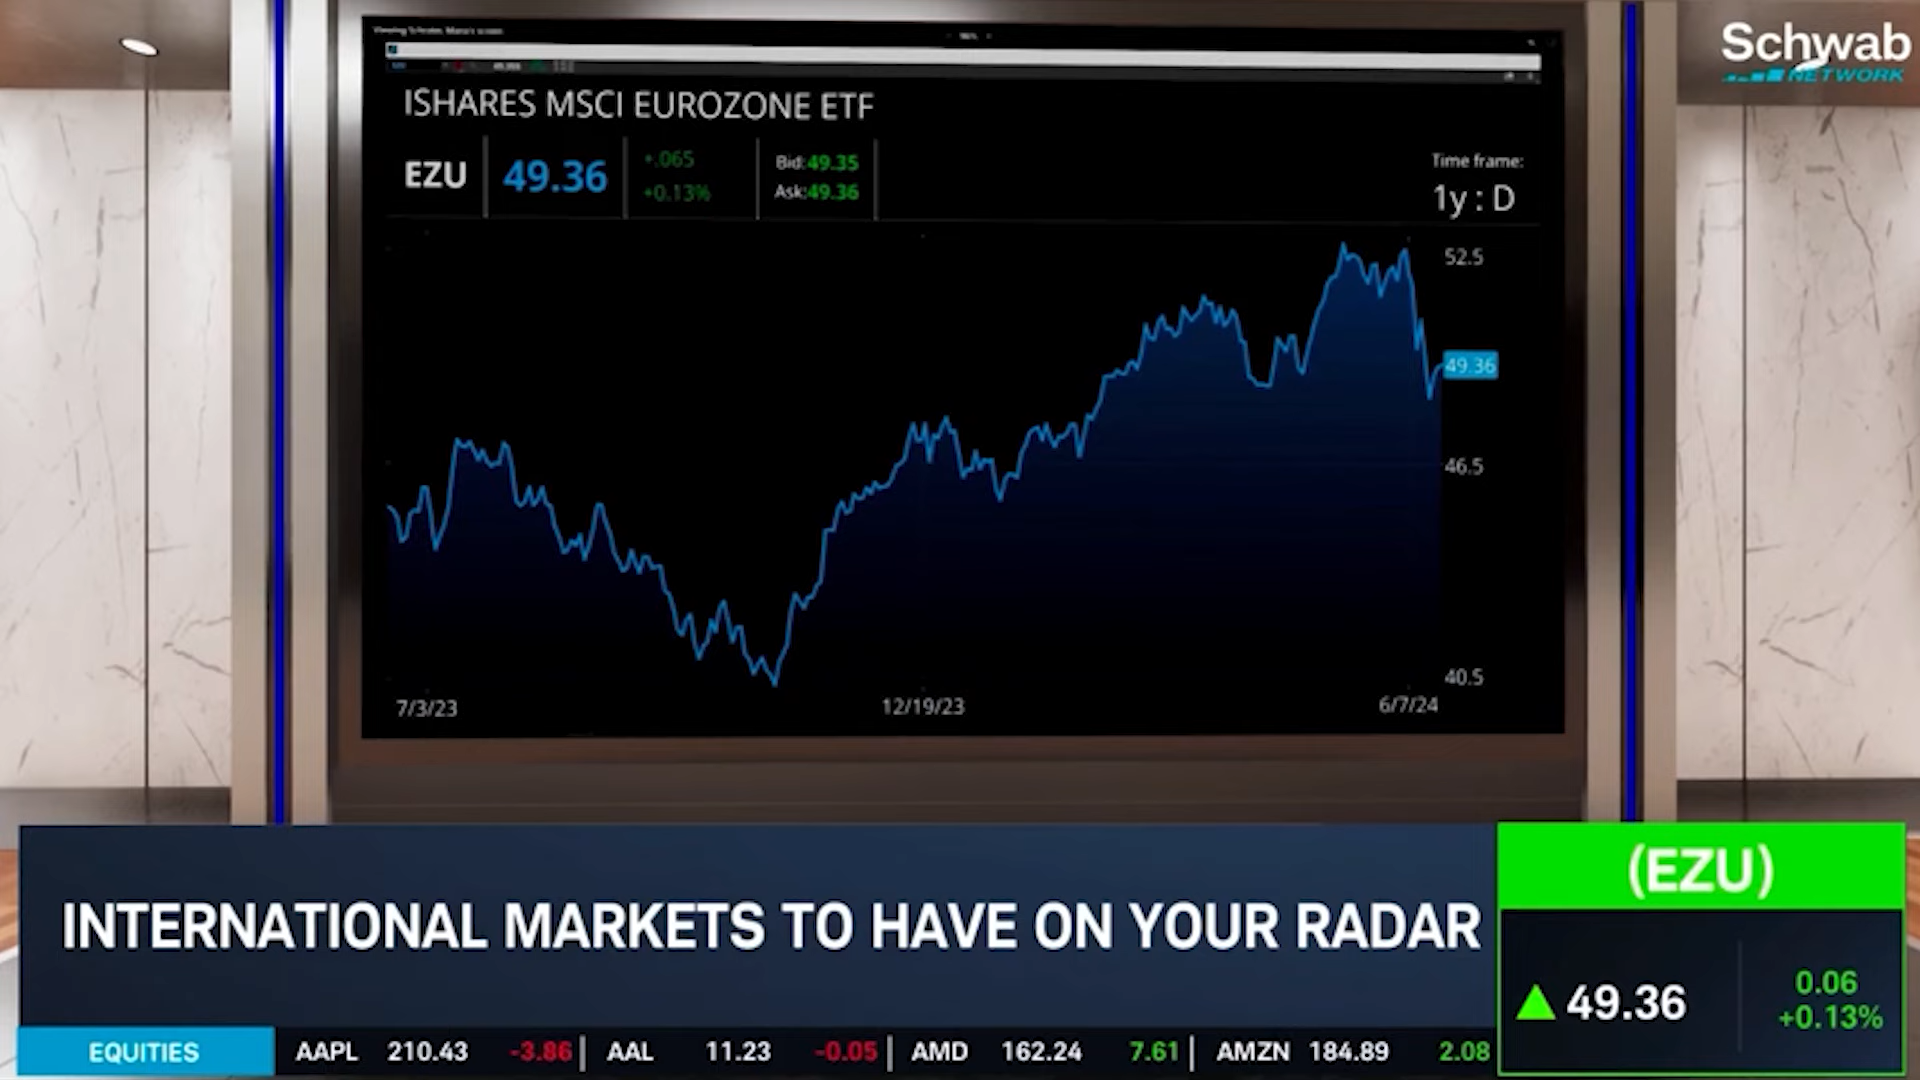 Schwab
NETWORK
96%
ISHARES MSCI EUROZONE ETF
EZU
49.36
+.065
+0.13%
Bid:49.35
Ask:49.36
Time frame:
1y : D
52.5
49.36
46.5
40.5
7/3/23
12/19/23
6/7/24
INTERNATIONAL MARKETS TO HAVE ON YOUR RADAR
(EZU)
49.36
0.06
+0.13%
EQUITIES
AAPL 210.43 -3.86 | AAL 11.23 -0.05 | AMD 162.24 7.61 | AMZN 184.89 2.08